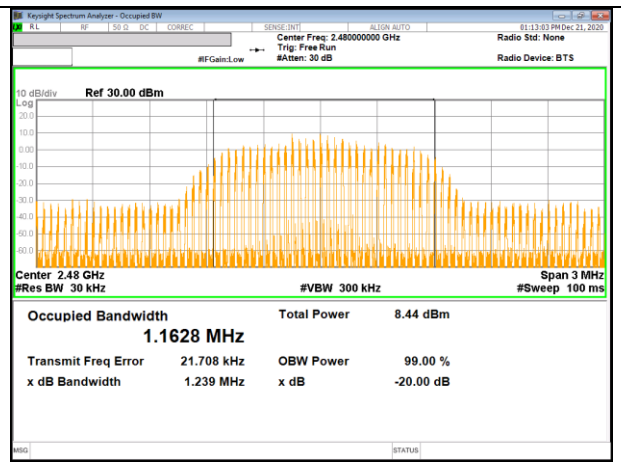 Keysight Spectrum Analyzer - Occupied BW
RL RF 50 Ω DC CORREC SENSE:INT ALIGN AUTO 01:13:03 PM Dec 21, 2020
Center Freq: 2.480000000 GHz Radio Std: None
Trig: Free Run
#IFGain:Low #Atten: 30 dB Radio Device: BTS
10 dB/div Ref 30.00 dBm
Log
20.0
10.0
0.00
-10.0
-20.0
-30.0
-40.0
-50.0
-60.0
Center 2.48 GHz Span 3 MHz
#Res BW 30 kHz #VBW 300 kHz #Sweep 100 ms
Occupied Bandwidth Total Power 8.44 dBm
1.1628 MHz
Transmit Freq Error 21.708 kHz OBW Power 99.00 %
x dB Bandwidth 1.239 MHz x dB -20.00 dB
MSG STATUS